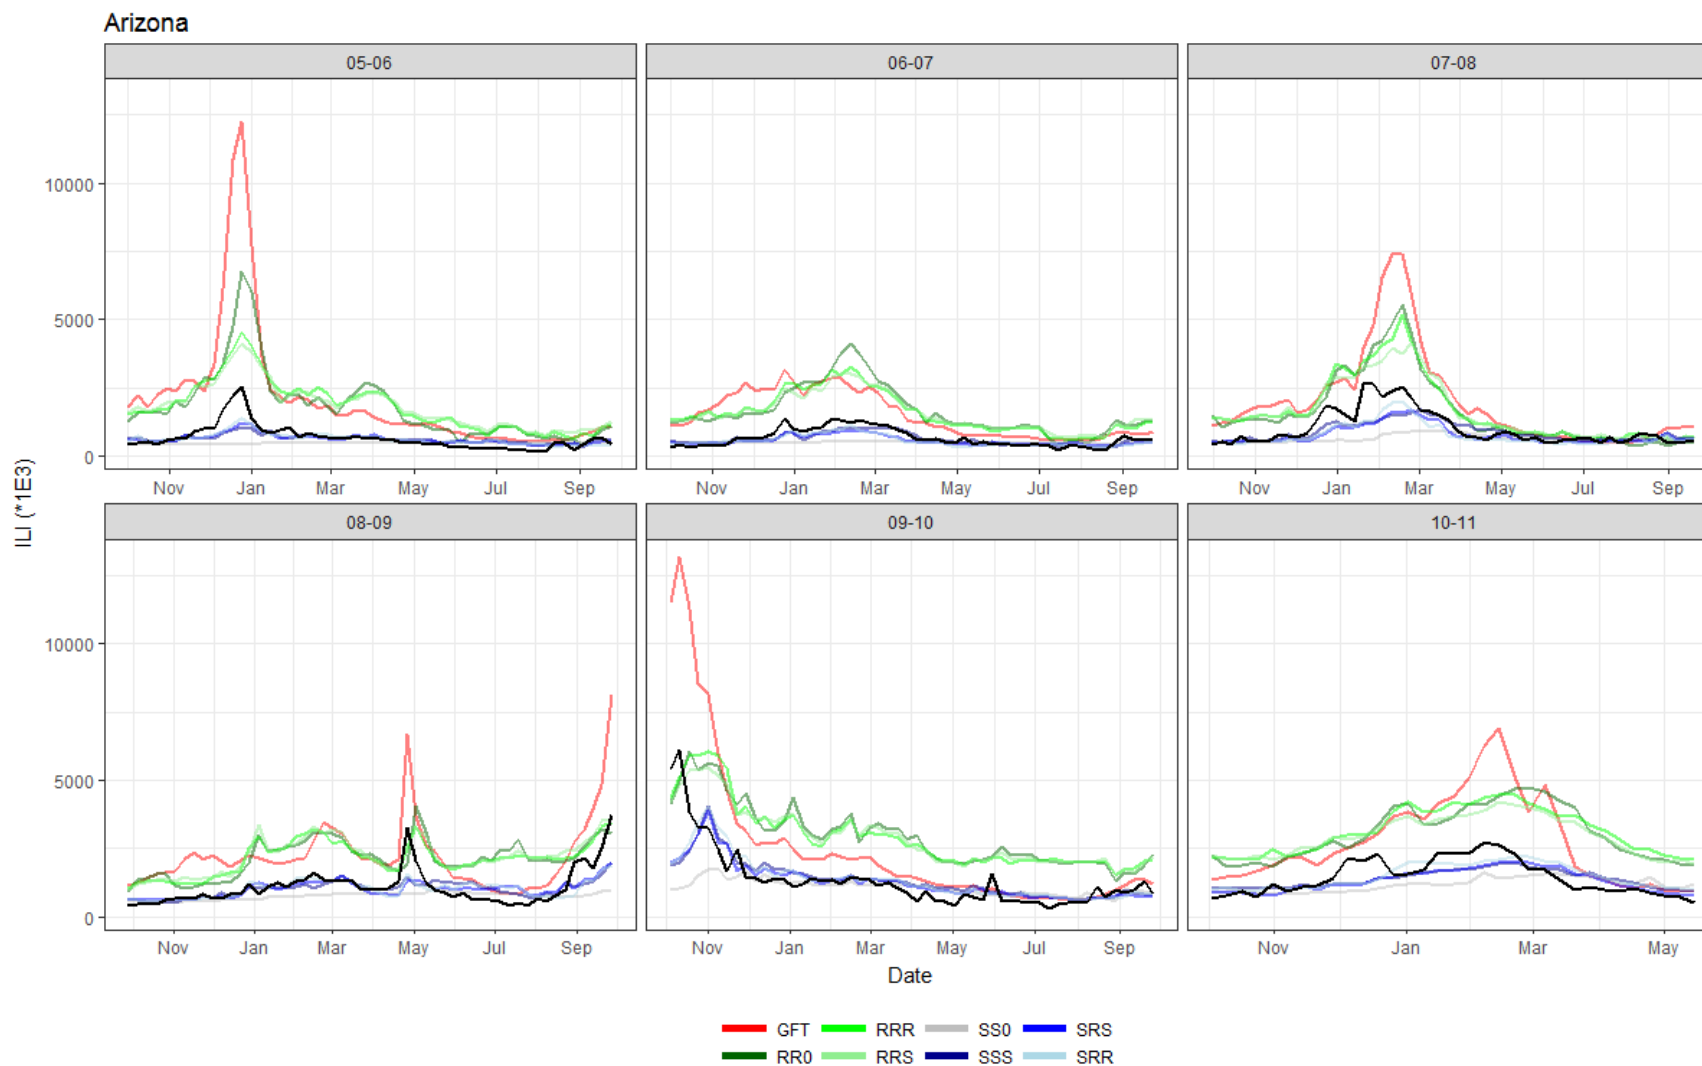 Arizona
05-06 06-07 07-08
10000
5000
0
Nov Jan Mar May Jul Sep Nov Jan Mar May Jul Sep Nov Jan Mar May Jul Sep
08-09 09-10 10-11
10000
5000
0
Nov Jan Mar May Jul Sep Nov Jan Mar May Jul Sep Nov Jan Mar May
ILI (*1E3)
Date
GFT RRR SS0 SRS
RR0 RRS SSS SRR